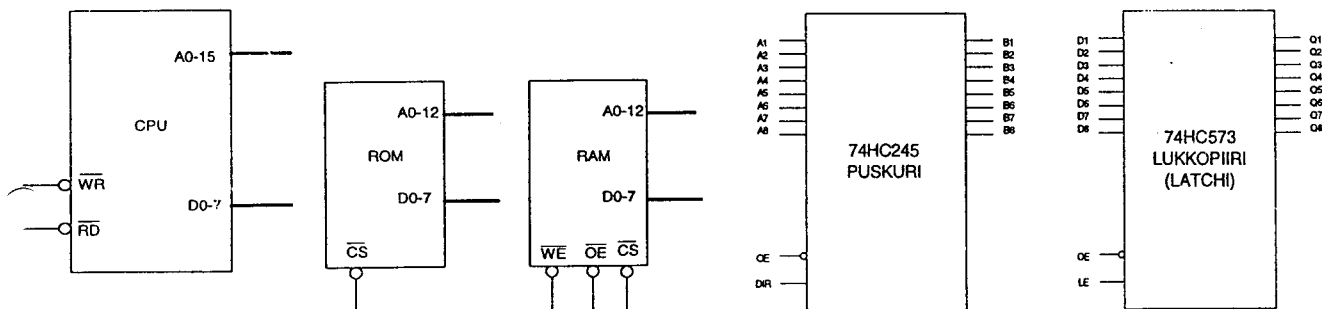 CPU
A0-15
WR
RD
D0-7
ROM
A0-12
D0-7
CS
RAM
A0-12
D0-7
WE OE CS
A1
A2
A3
A4
A5
A6
A7
A8
B1
B2
B3
B4
B5
B6
B7
B8
74HC245
PUSKURI
OE
DIR
D1
D2
D3
D4
D5
D6
D7
D8
Q1
Q2
Q3
Q4
Q5
Q6
Q7
Q8
74HC573
LUKKOPIIRI
(LATCHI)
OE
LE